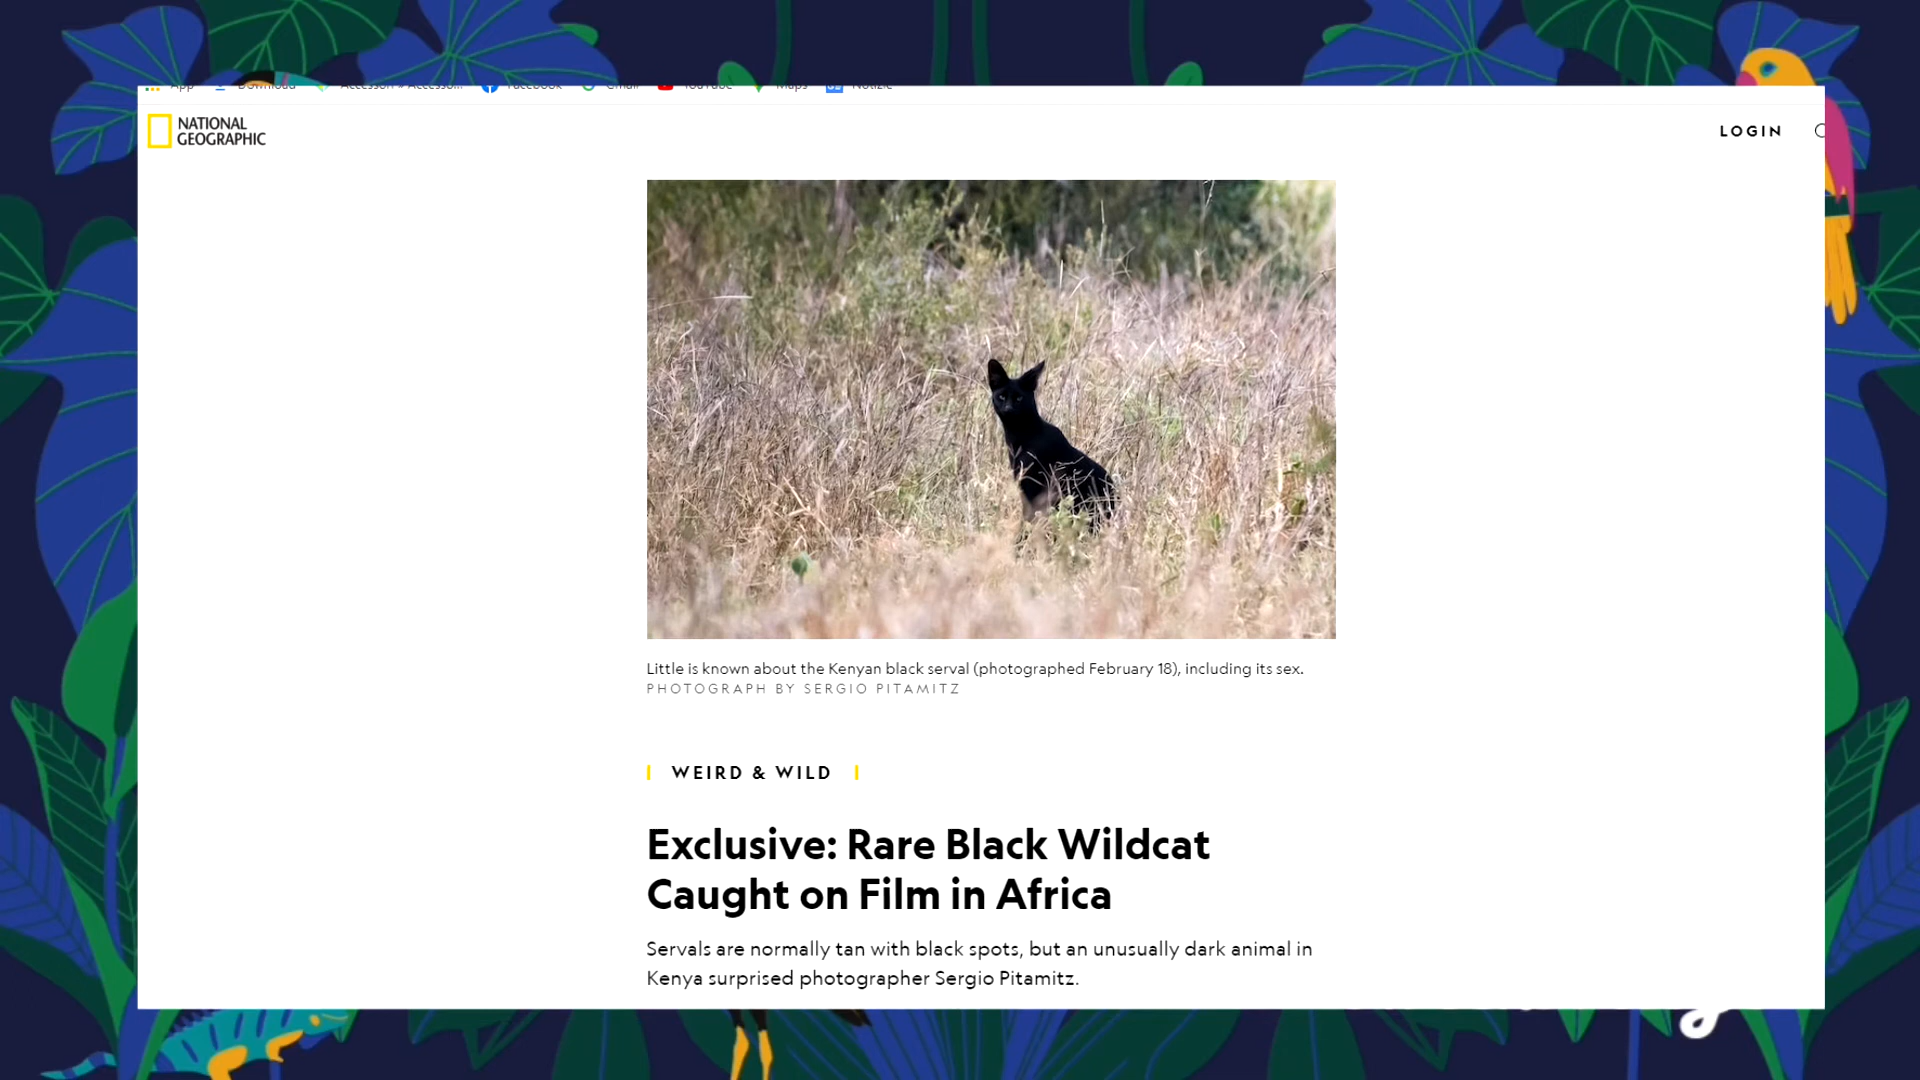 App
Download
Facebook
Gmail
YouTube
Maps
Notizie
NATIONAL
GEOGRAPHIC
LOGIN
Little is known about the Kenyan black serval (photographed February 18), including its sex.
PHOTOGRAPH BY SERGIO PITAMITZ
WEIRD & WILD
Exclusive: Rare Black Wildcat
Caught on Film in Africa
Servals are normally tan with black spots, but an unusually dark animal in
Kenya surprised photographer Sergio Pitamitz.